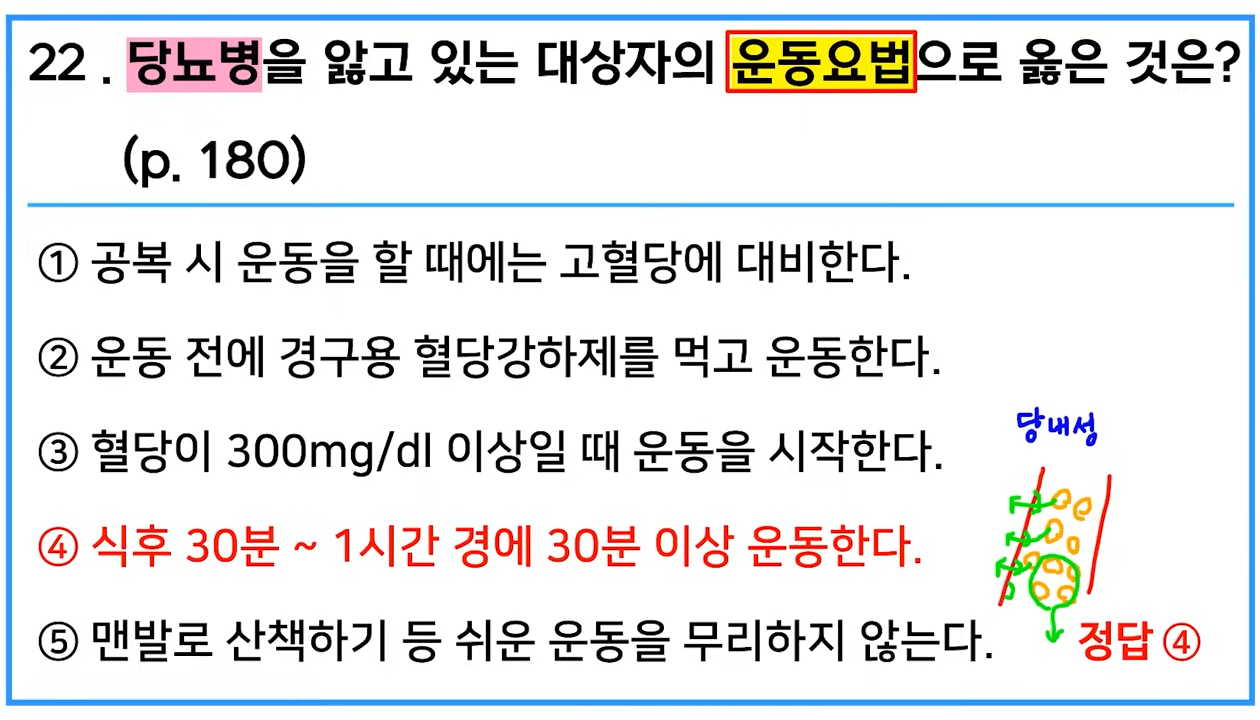 22 . 당뇨병을 앓고 있는 대상자의 운동요법으로 옳은 것은?
(p. 180)
① 공복 시 운동을 할 때에는 고혈당에 대비한다.
② 운동 전에 경구용 혈당강하제를 먹고 운동한다.
③ 혈당이 300mg/dl 이상일 때 운동을 시작한다.
④ 식후 30분 ~ 1시간 경에 30분 이상 운동한다.
⑤ 맨발로 산책하기 등 쉬운 운동을 무리하지 않는다.
당내성
정답 ④